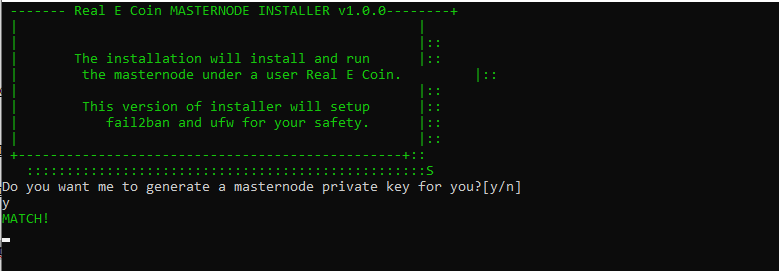 ------- Real E Coin MASTERNODE INSTALLER v1.0.0--------+
|                                                  |
|                                                  |::
|       The installation will install and run      |::
|        the masternode under a user Real E Coin.         |::
|                                                  |::
|        This version of installer will setup      |::
|           fail2ban and ufw for your safety.      |::
|                                                  |::
+------------------------------------------------+::
::::::::::::::::::::::::::::::::::::::::::::::::::S
Do you want me to generate a masternode private key for you?[y/n]
y
MATCH!